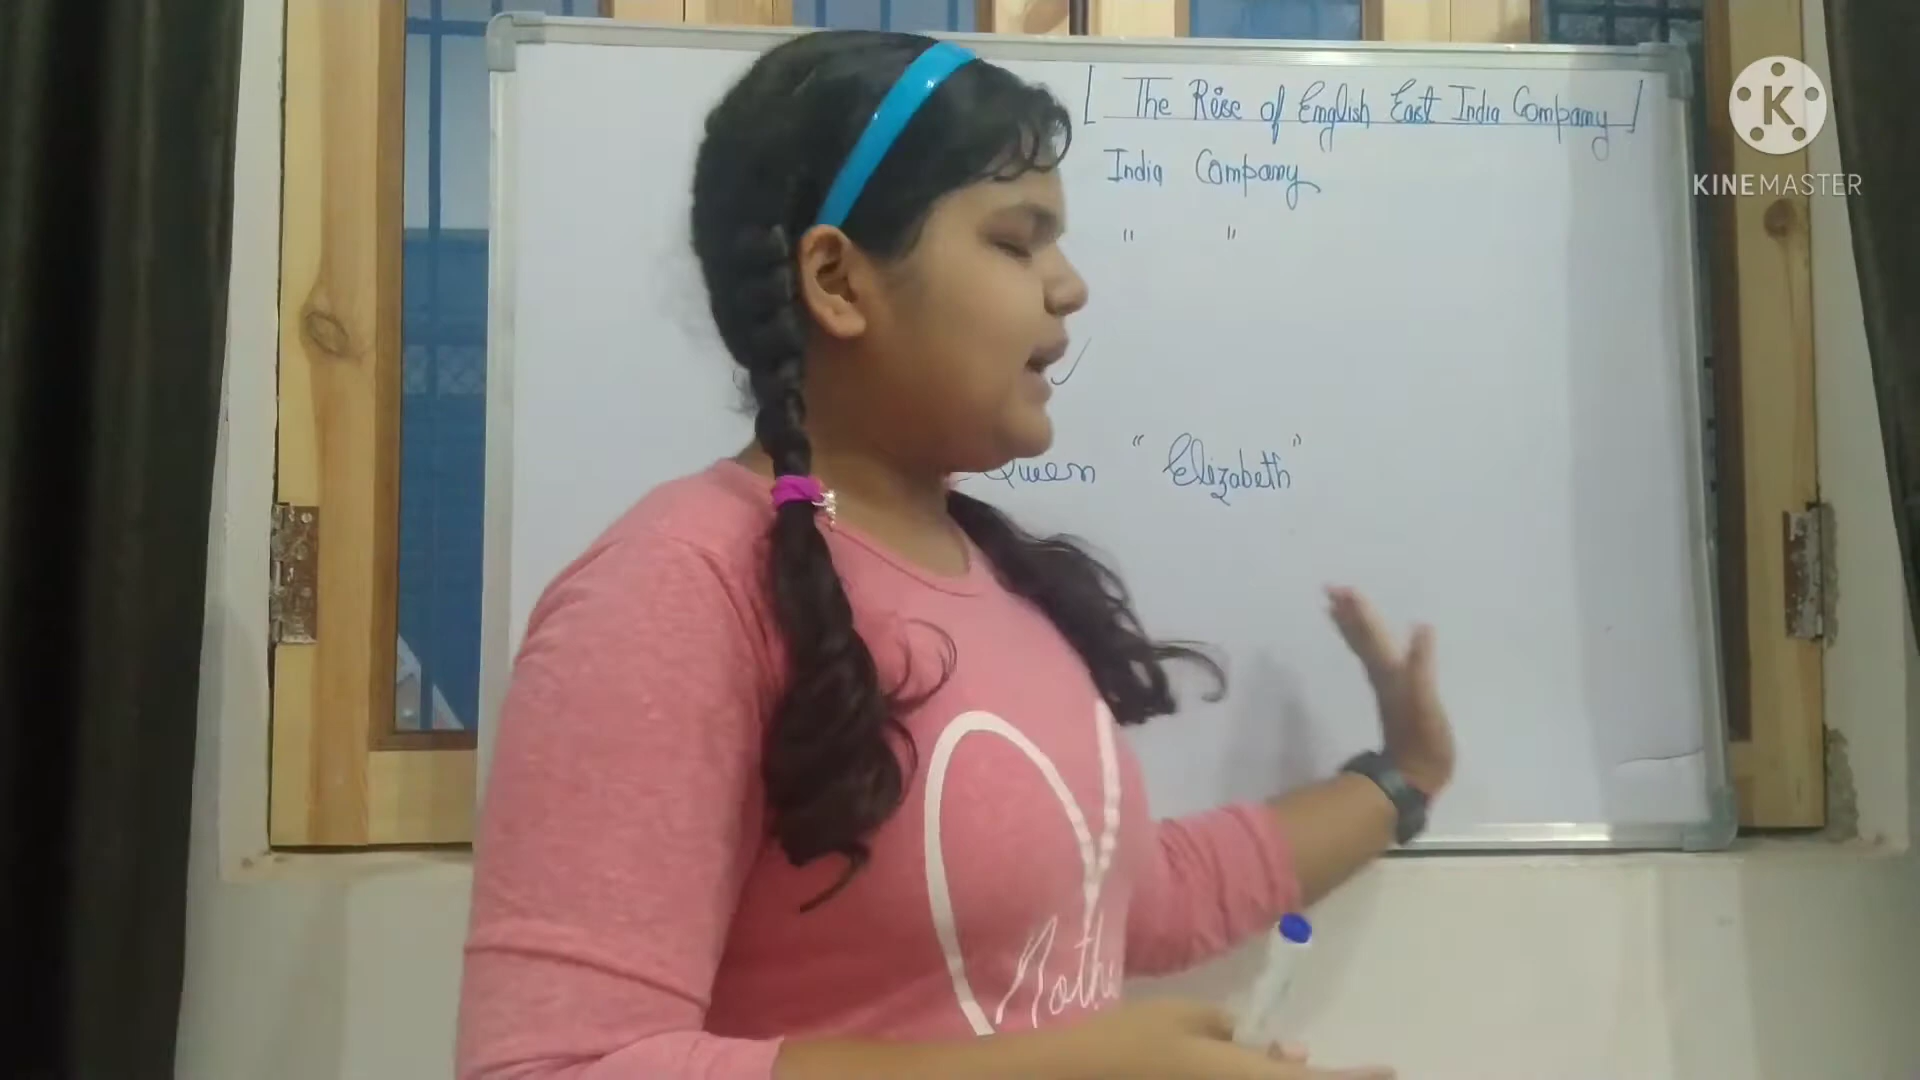 [ The Rise of English East India Company ]
India Company
" "
Queen "Elizabeth"
K
KINEMASTER